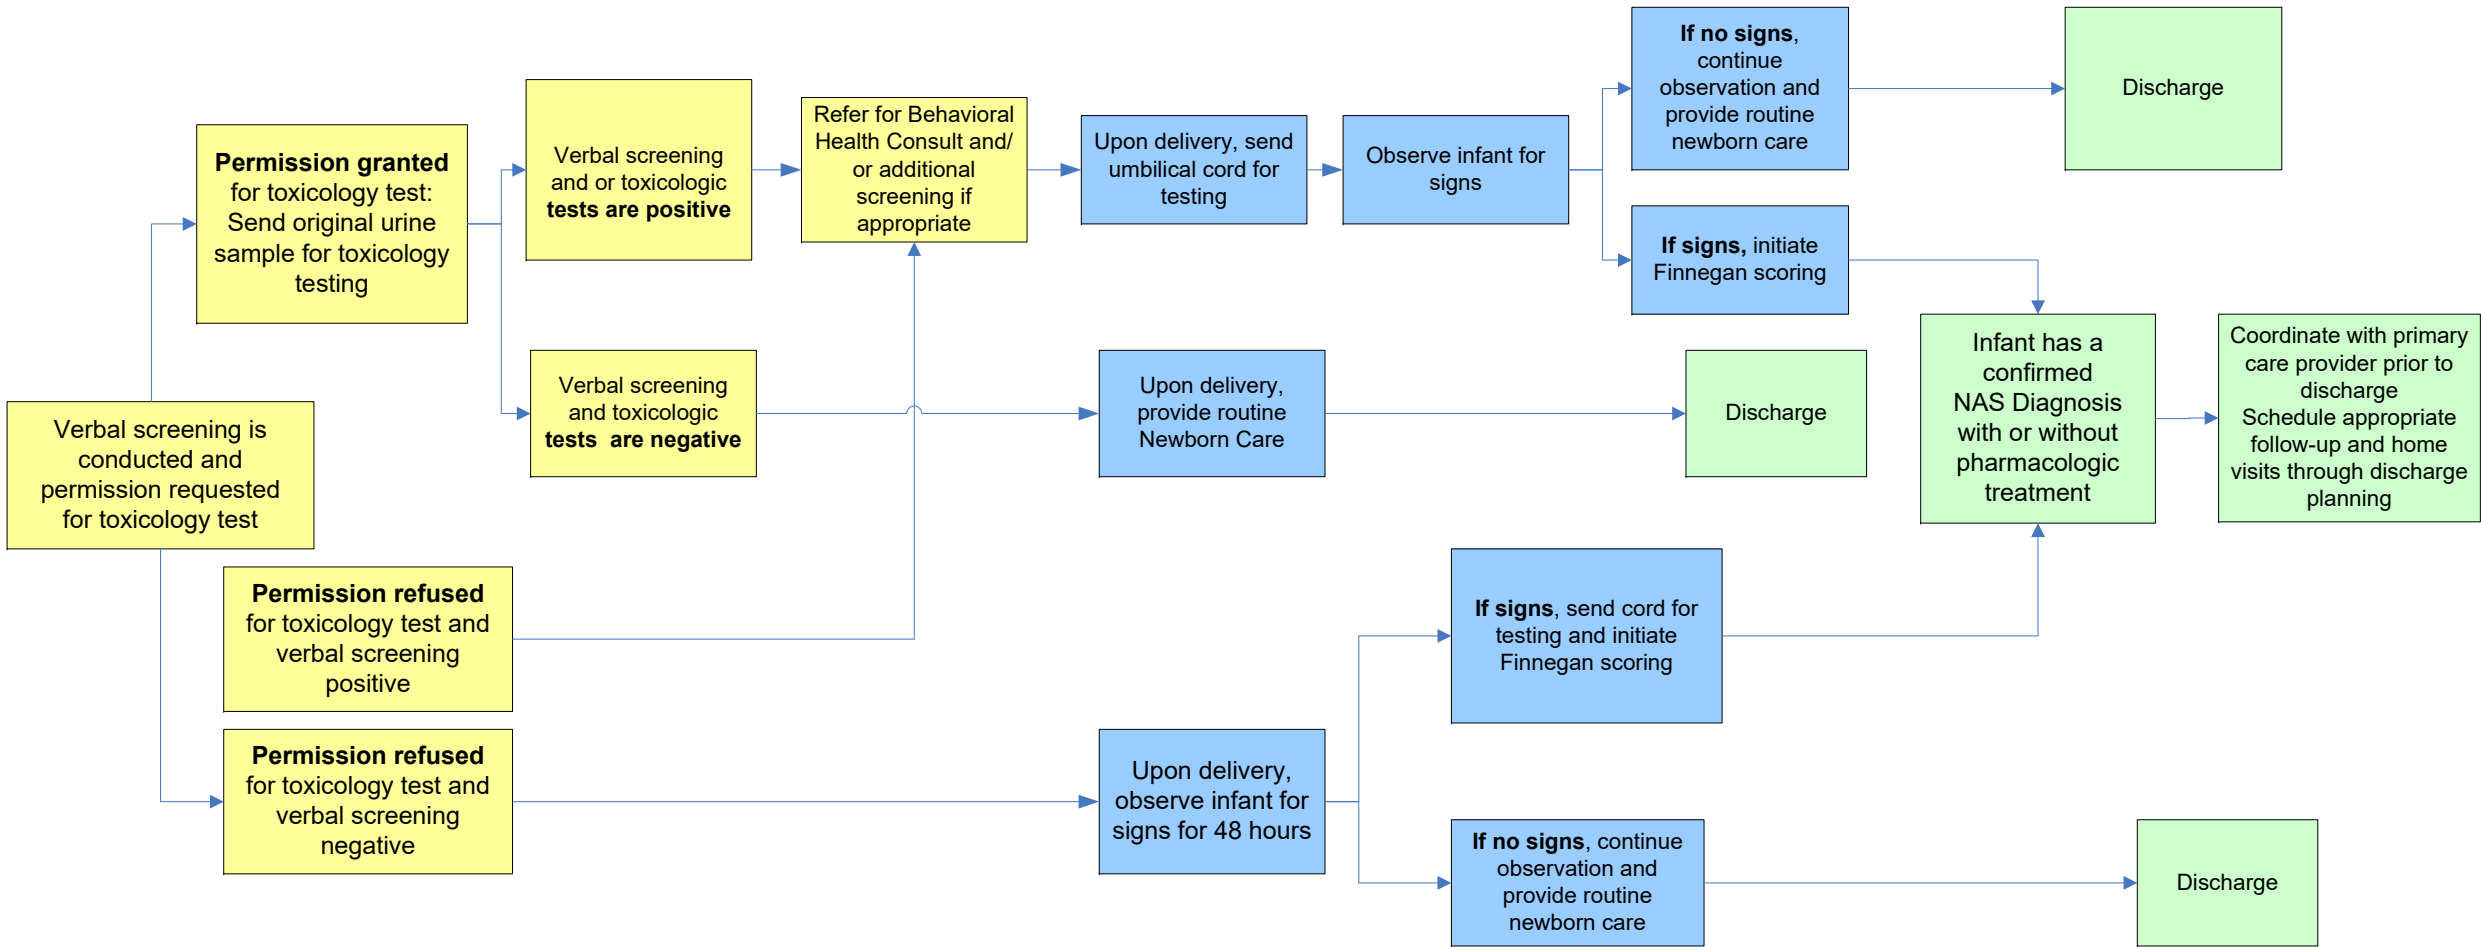 Verbal screening is
conducted and
permission requested
for toxicology test
Permission granted
for toxicology test:
Send original urine
sample for toxicology
testing
Verbal screening
and or toxicologic
tests are positive
Refer for Behavioral
Health Consult and/
or additional
screening if
appropriate
Upon delivery, send
umbilical cord for
testing
Observe infant for
signs
If no signs,
continue
observation and
provide routine
newborn care
Discharge
If signs, initiate
Finnegan scoring
Verbal screening
and toxicologic
tests are negative
Upon delivery,
provide routine
Newborn Care
Discharge
Infant has a
confirmed
NAS Diagnosis
with or without
pharmacologic
treatment
Coordinate with primary
care provider prior to
discharge
Schedule appropriate
follow-up and home
visits through discharge
planning
Permission refused
for toxicology test and
verbal screening
positive
If signs, send cord for
testing and initiate
Finnegan scoring
Permission refused
for toxicology test and
verbal screening
negative
Upon delivery,
observe infant for
signs for 48 hours
If no signs, continue
observation and
provide routine
newborn care
Discharge